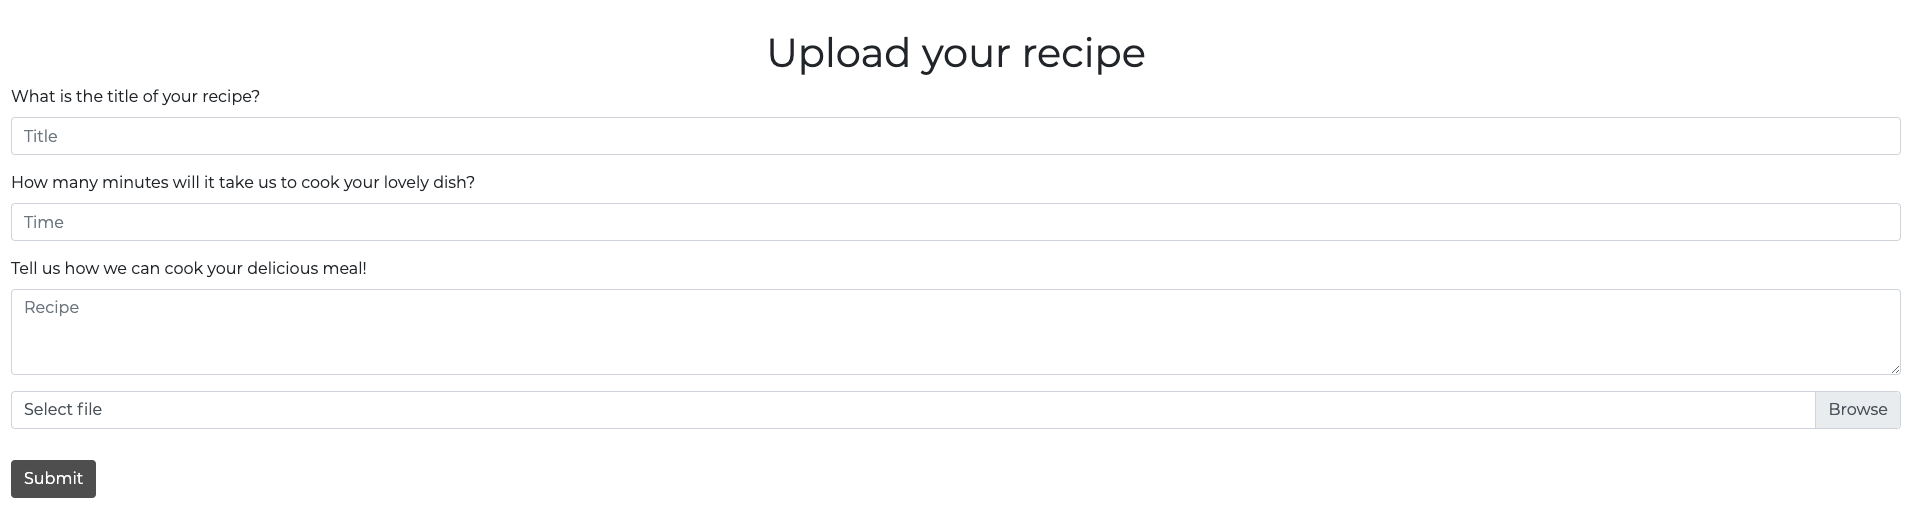 Upload your recipe
What is the title of your recipe?
Title
How many minutes will it take us to cook your lovely dish?
Time
Tell us how we can cook your delicious meal!
Recipe
Select file Browse
Submit